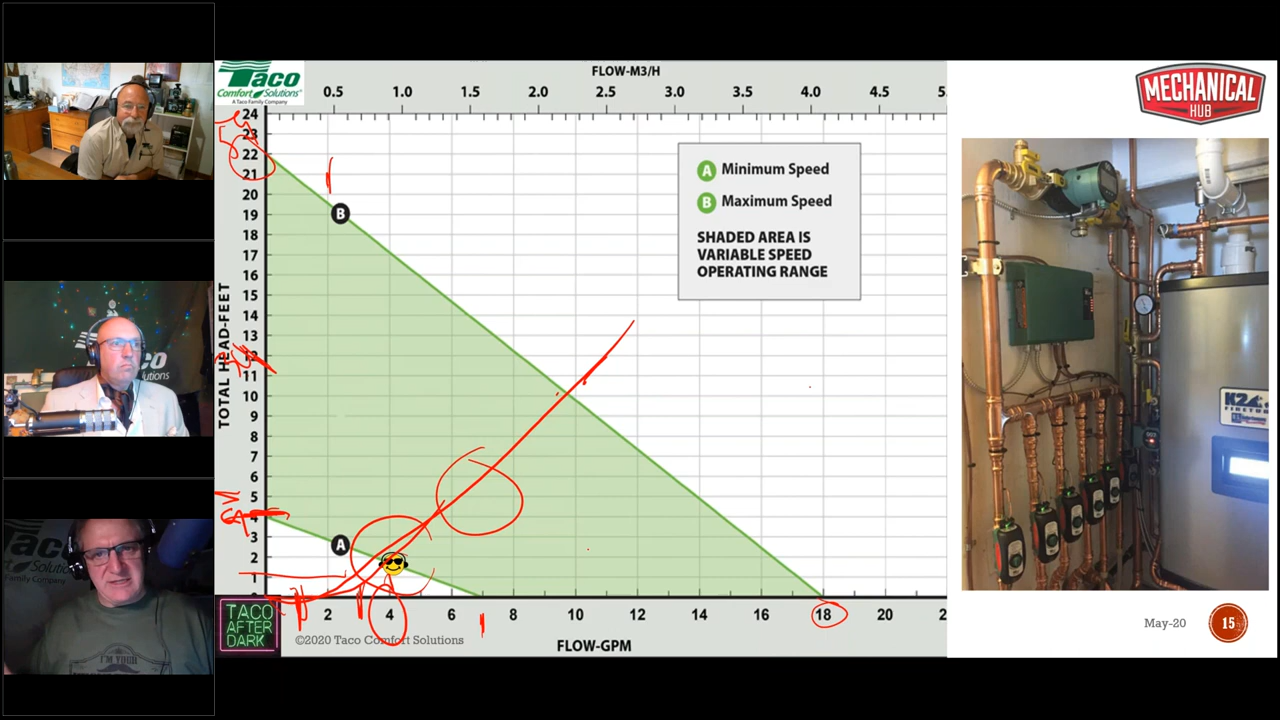 Taco
Comfort Solutions®
A Taco Family Company
FLOW-M3/H
0.5 1.0 1.5 2.0 2.5 3.0 3.5 4.0 4.5 5.
24
23
22
21
20
19
18
17
16
15
14
13
12
11
10
9
8
7
6
5
4
3
2
1
TOTAL HEAD-FEET
B
A
A Minimum Speed
B Maximum Speed
SHADED AREA IS
VARIABLE SPEED
OPERATING RANGE
2 4 6 8 10 12 14 16 18 20 2
FLOW-GPM
©2020 Taco Comfort Solutions
TACO
AFTER
DARK
MECHANICAL
HUB
May-20
15
I'M YOUR